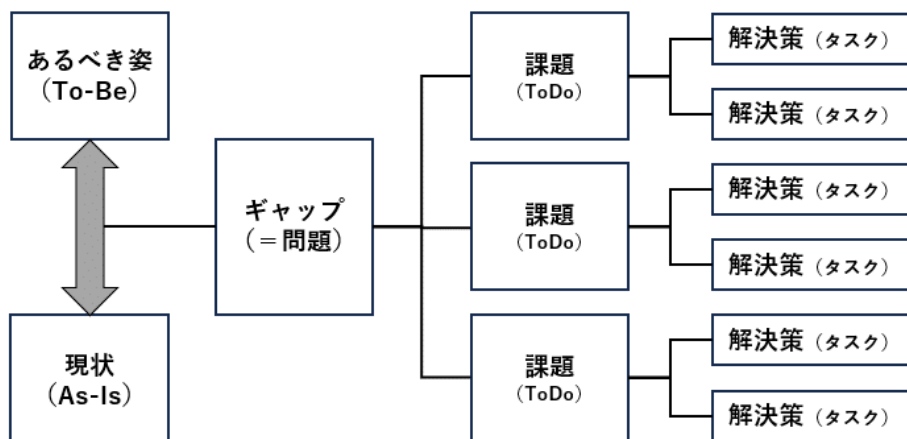 あるべき姿
（To-Be）
現状
（As-Is）
ギャップ
（＝問題）
課題
（ToDo）
解決策（タスク）
解決策（タスク）
課題
（ToDo）
解決策（タスク）
解決策（タスク）
課題
（ToDo）
解決策（タスク）
解決策（タスク）